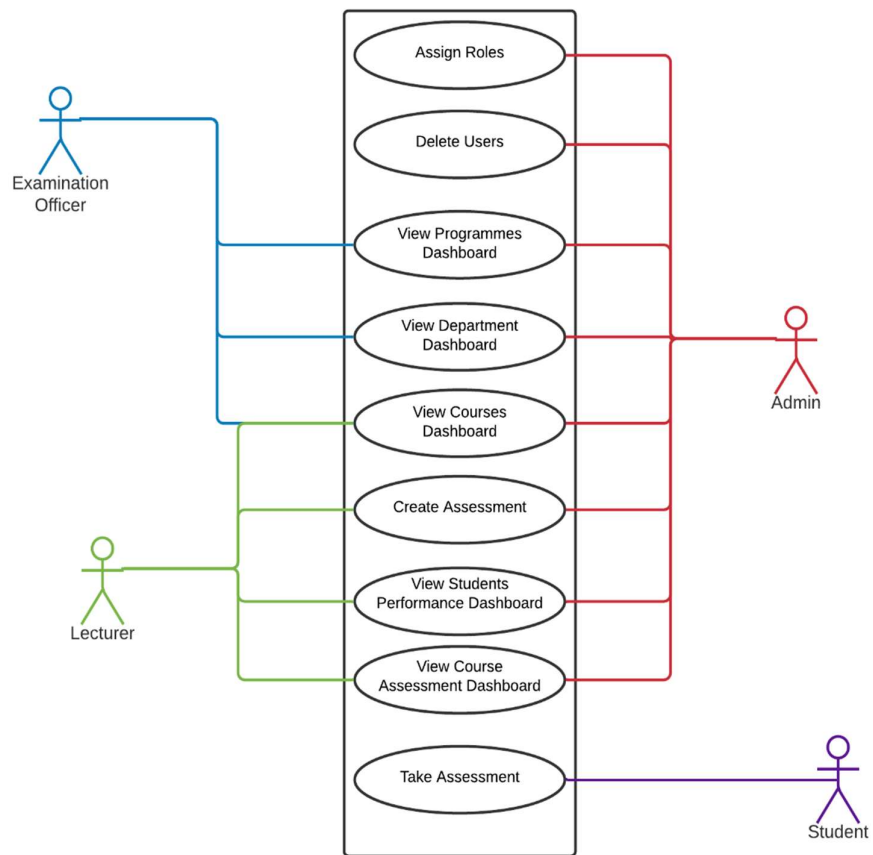 Assign Roles
Delete Users
Examination
Officer
View Programmes
Dashboard
View Department
Dashboard
Admin
View Courses
Dashboard
Create Assessment
View Students
Performance Dashboard
Lecturer
View Course
Assessment Dashboard
Take Assessment
Student